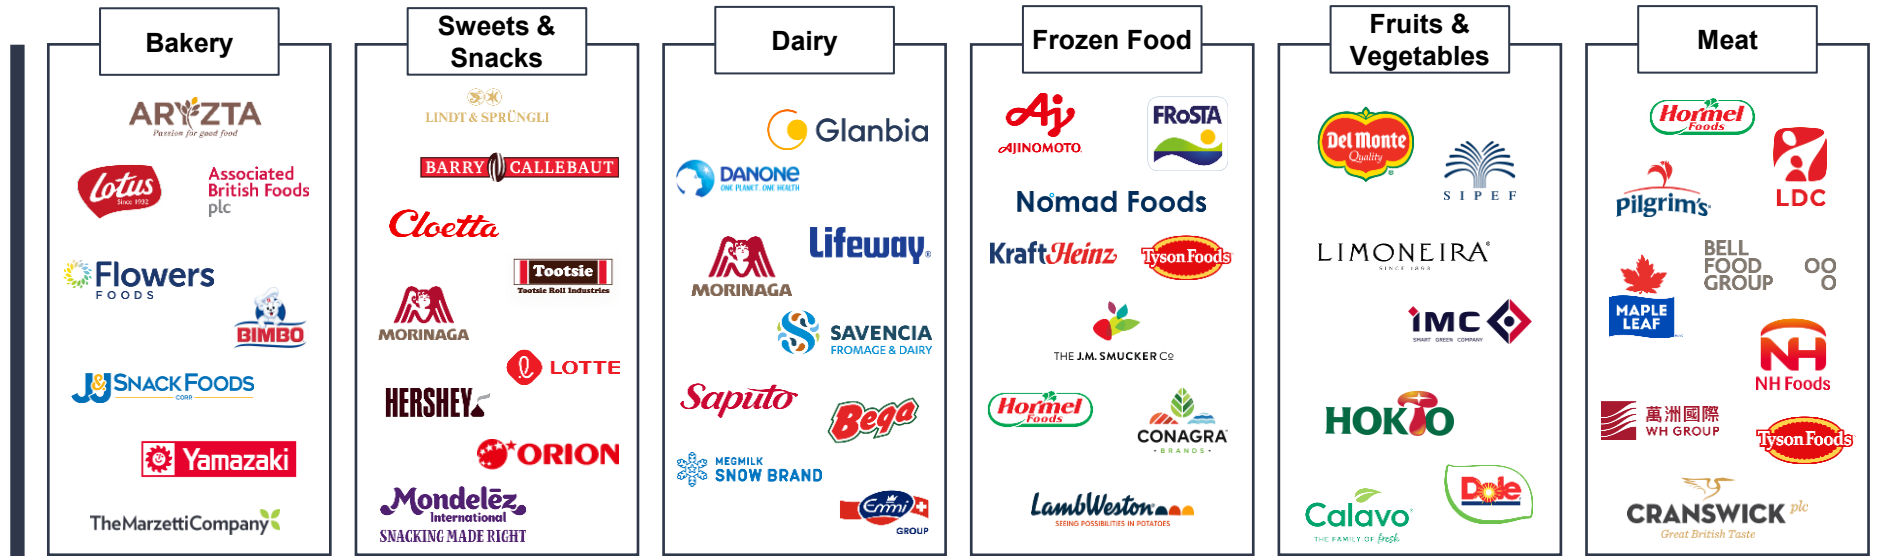 Bakery
ARYZTA
Passion for good food
Lotus
Since 1932
Associated
British Foods
plc
Flowers
FOODS
BIMBO
J&J SNACK FOODS
CORP.
Yamazaki
TheMarzettiCompany
Sweets &
Snacks
LINDT & SPRÜNGLI
BARRY CALLEBAUT
Cloetta
Tootsie
Tootsie Roll Industries
MORINAGA
LOTTE
HERSHEY
ORION
Mondelēz
International
SNACKING MADE RIGHT
Dairy
Glanbia
DANONE
ONE PLANET. ONE HEALTH
Lifeway®
MORINAGA
SAVENCIA
FROMAGE & DAIRY
Saputo
Bega
MEGMILK
SNOW BRAND
Emmi
GROUP
Frozen Food
Aj
AJINOMOTO.
FRoSTA
Nomad Foods
KraftHeinz
Tyson Foods
THE J.M. SMUCKER Co
Hormel
Foods
CONAGRA
BRANDS
LambWeston
SEEING POSSIBILITIES IN POTATOES
Fruits &
Vegetables
Del Monte
Quality
®
SIPEF
LIMONEIRA®
SINCE 1893
iMC
SMART GREEN COMPANY
HOKTO
Calavo
THE FAMILY OF fresh
Dole
Meat
Hormel
Foods
LDC
Pilgrim's
BELL
FOOD
GROUP
MAPLE
LEAF
NH Foods
萬洲國際
WH GROUP
Tyson Foods
CRANSWICK plc
Great British Taste